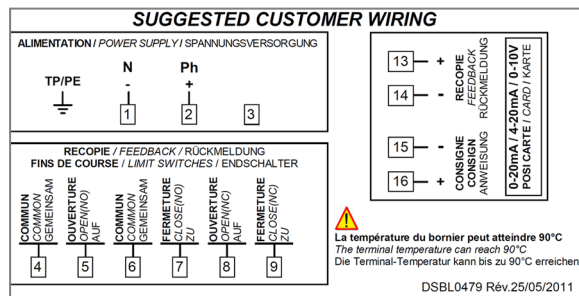 SUGGESTED CUSTOMER WIRING
ALIMENTATION / POWER SUPPLY / SPANNUNGSVERSORGUNG
TP/PE
N
-
1
Ph
+
2
3
RECOPIE / FEEDBACK / RÜCKMELDUNG
FINS DE COURSE / LIMIT SWITCHES / ENDSCHALTER
COMMUN
COMMON
GEMEINSAM
4
OUVERTURE
OPEN(NO)
AUF
5
COMMUN
COMMON
GEMEINSAM
6
FERMETURE
CLOSE(NO)
ZU
7
OUVERTURE
OPEN(NC)
AUF
8
FERMETURE
CLOSE(NC)
ZU
9
13 +
14 -
RECOPIE
FEEDBACK
RÜCKMELDUNG
15 -
16 +
CONSIGNE
CONSIGN
ANWEISUNG
0-20mA / 4-20mA / 0-10V
POSI CARTE / CARD / KARTE
La température du bornier peut atteindre 90°C
The terminal temperature can reach 90°C
Die Terminal-Temperatur kann bis zu 90°C erreichen
DSBL0479 Rév.25/05/2011